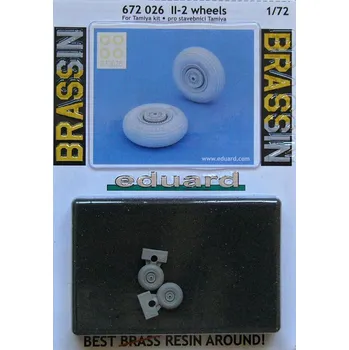 672 026 Il-2 wheels 1/72
For Tamiya kit • pro stavebnici Tamiya
BRASSIN
BRASSIN
www.eduard.com
eduard
BEST BRASS RESIN AROUND!